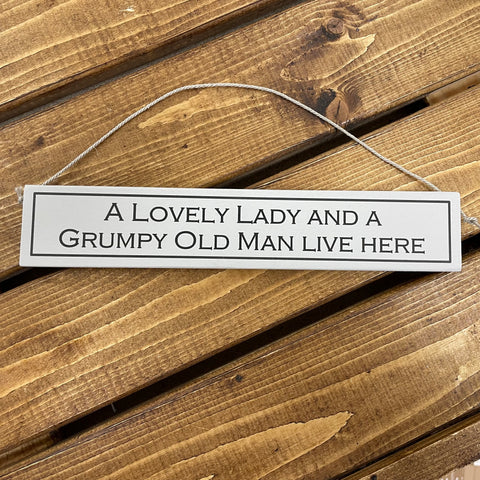 A Lovely Lady and a
Grumpy Old Man live here